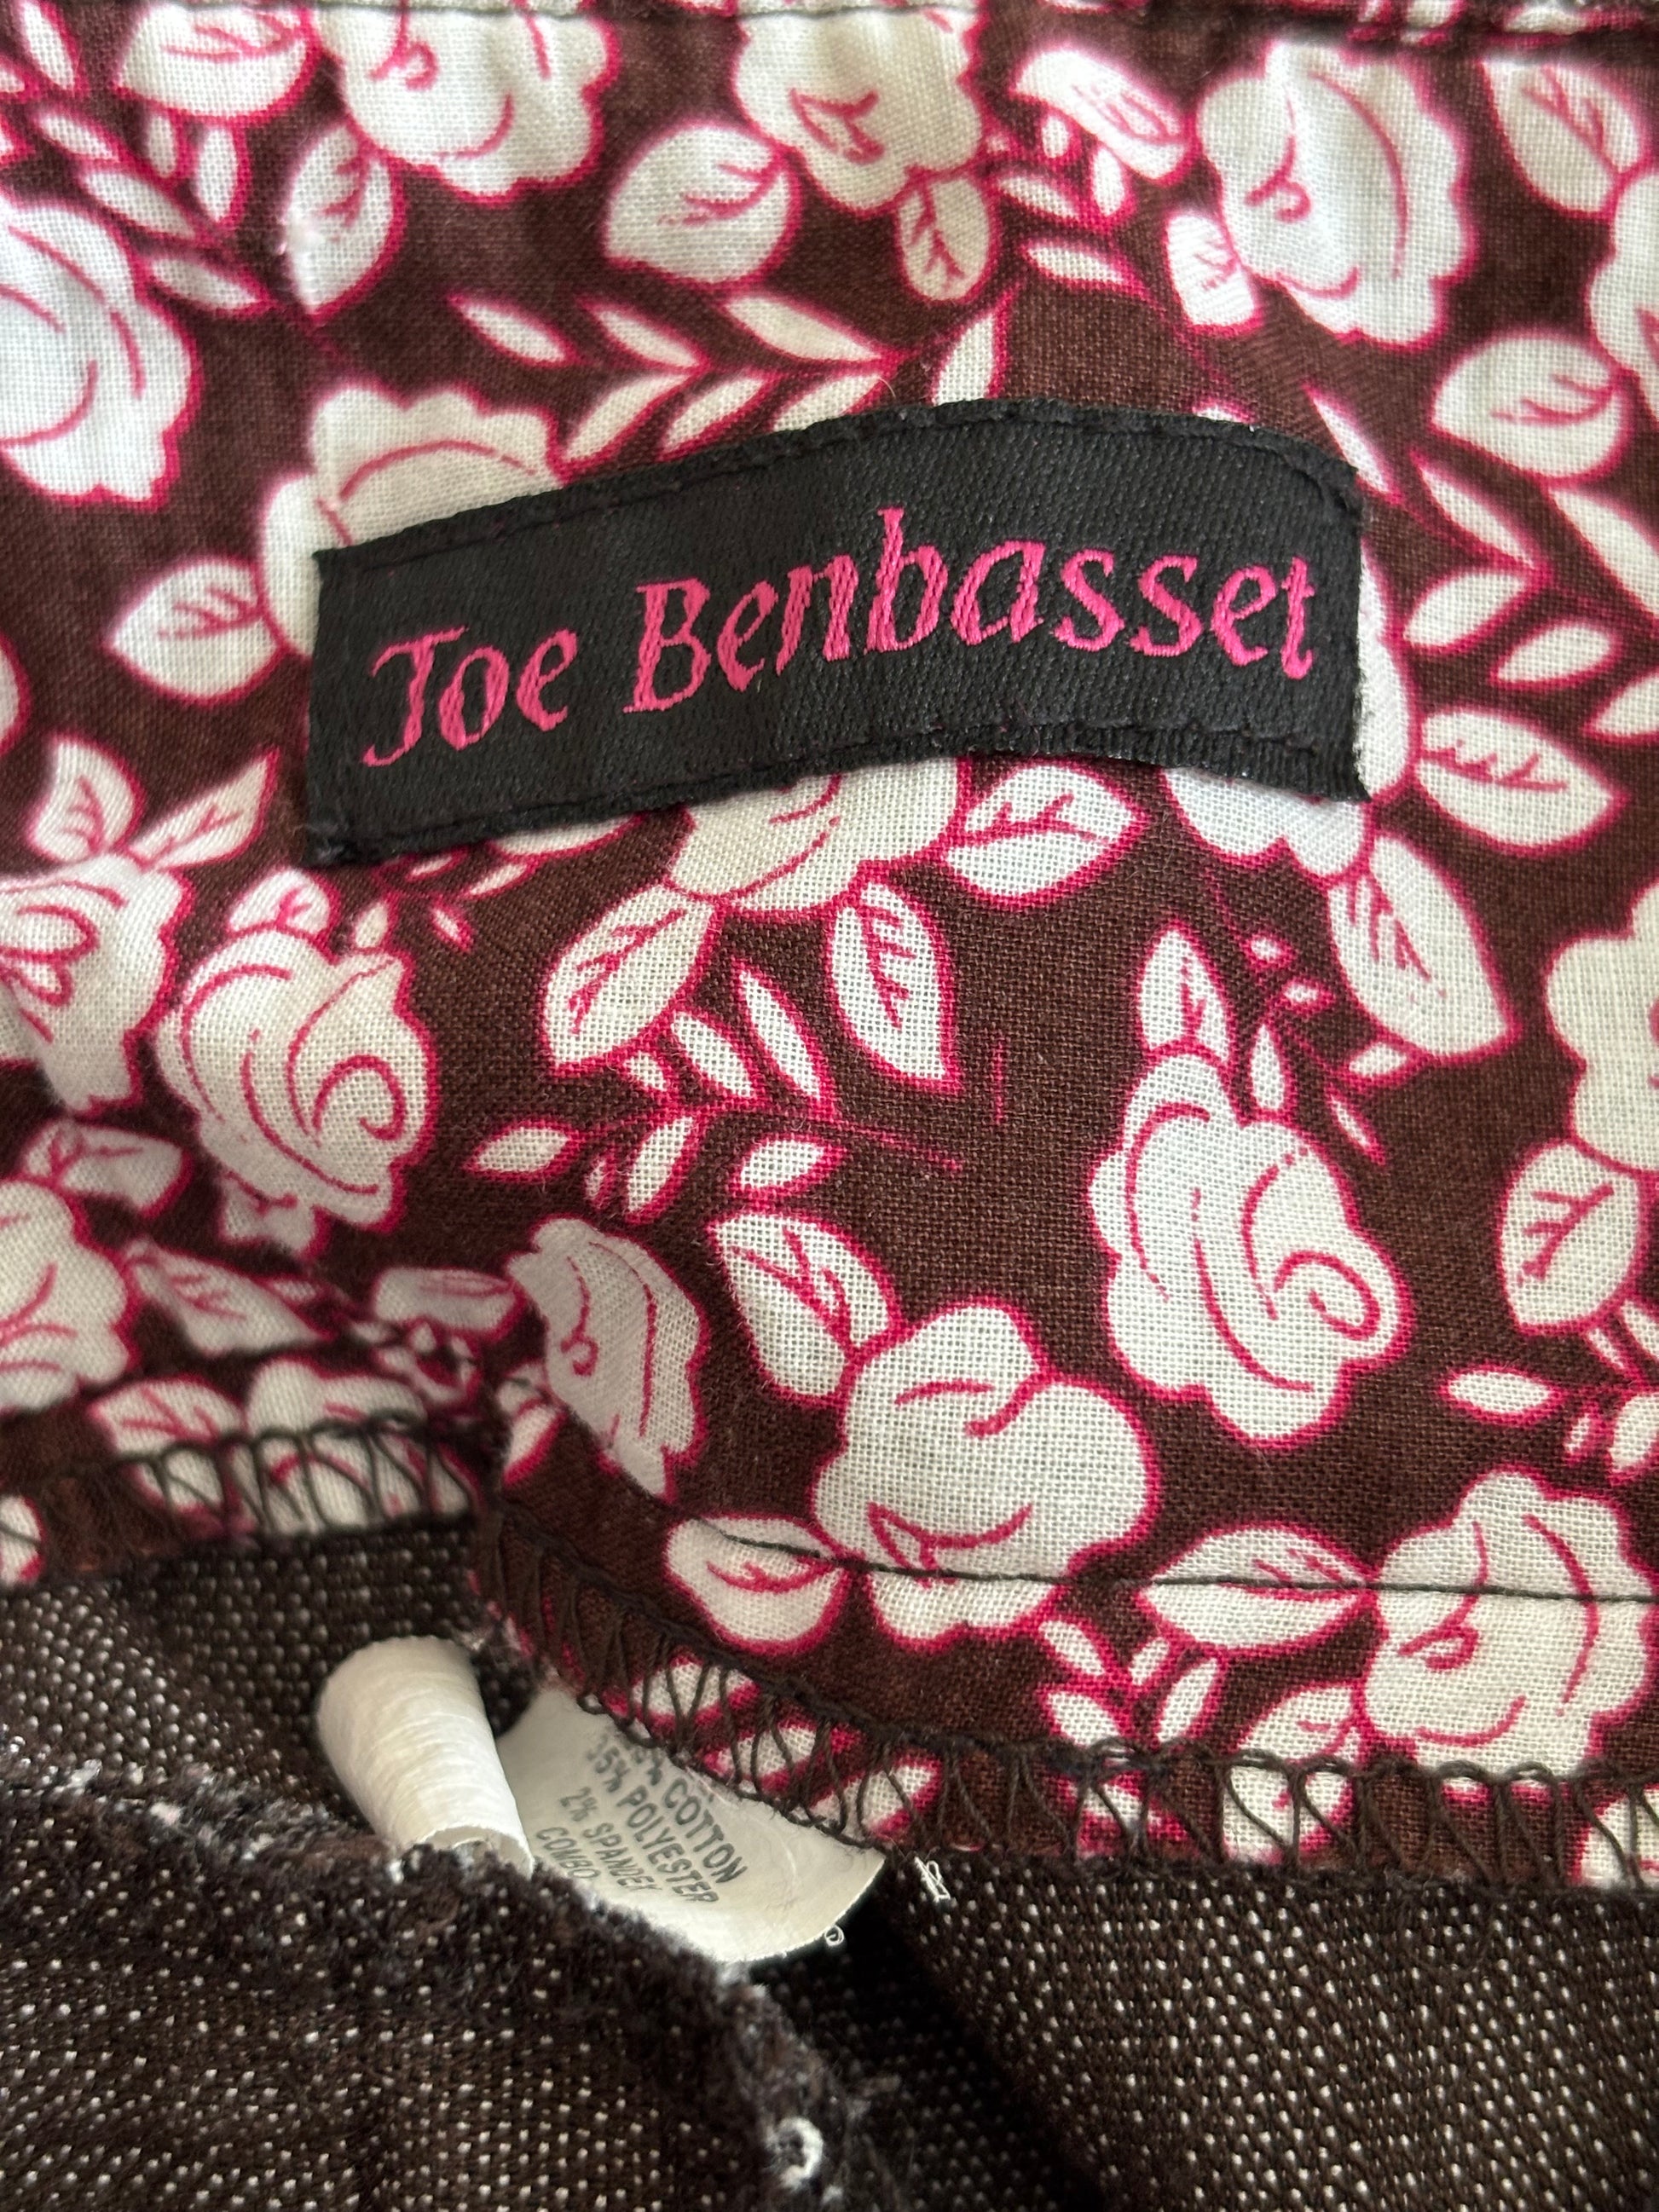 Joe Benbasset
% COTTON
35% POLYESTER
2% SPANDEX
COMBO